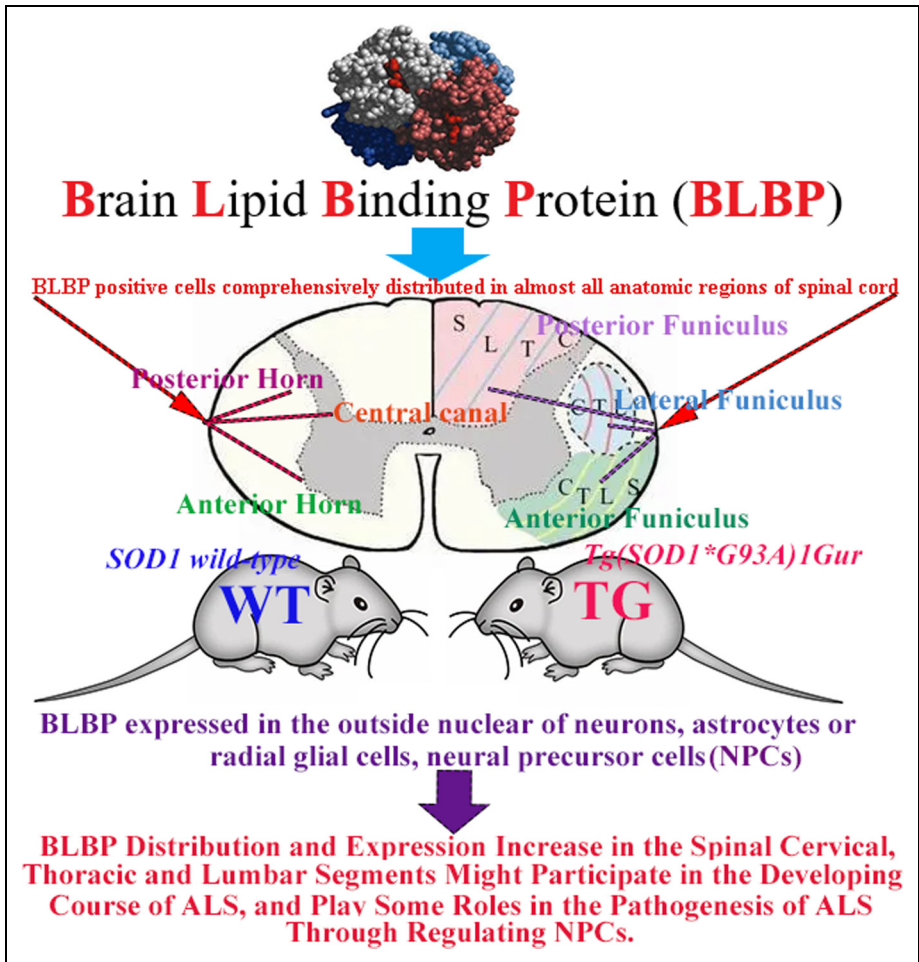 Brain Lipid Binding Protein (BLBP)
BLBP positive cells comprehensively distributed in almost all anatomic regions of spinal cord
S
L
T
C
Posterior Funiculus
Posterior Horn
Central canal
C T L
Lateral Funiculus
Anterior Horn
C T L S
Anterior Funiculus
SOD1 wild-type
Tg(SOD1*G93A)1Gur
WT
TG
BLBP expressed in the outside nuclear of neurons, astrocytes or
radial glial cells, neural precursor cells(NPCs)
BLBP Distribution and Expression Increase in the Spinal Cervical,
Thoracic and Lumbar Segments Might Participate in the Developing
Course of ALS, and Play Some Roles in the Pathogenesis of ALS
Through Regulating NPCs.